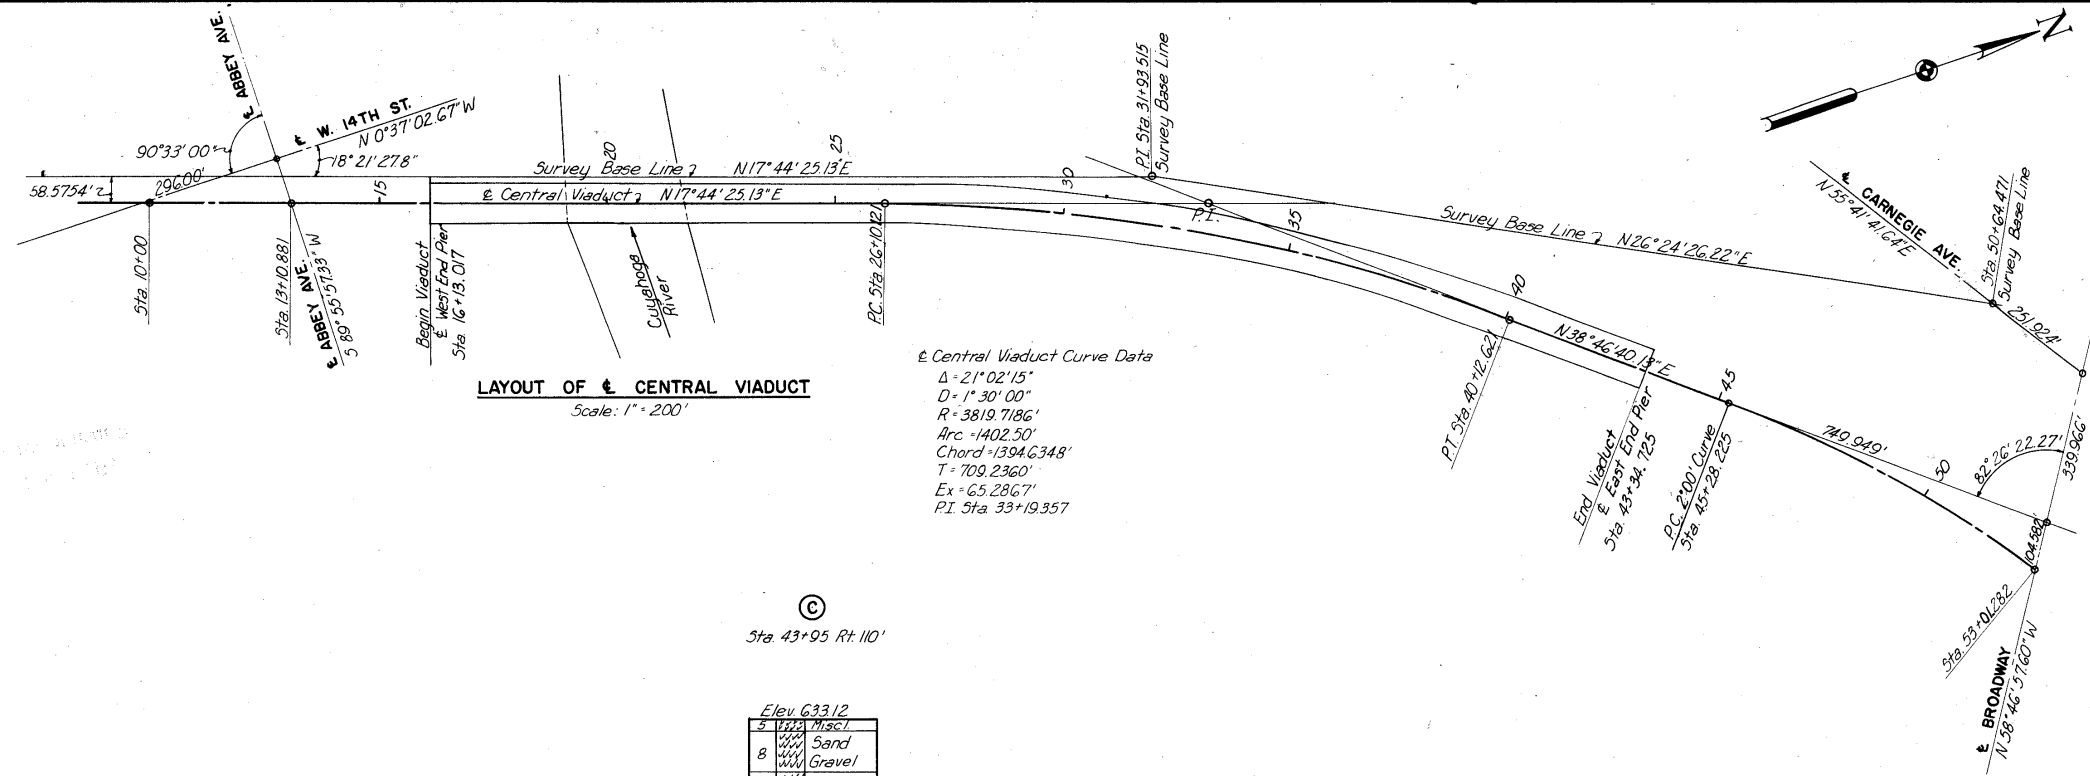 ℄ ABBEY AVE.
℄ W. 14TH ST.
N 0°37'02.67" W
90°33'00"
18°21'27.8"
296.00'
58.5754'±
Survey Base Line
N17°44'25.13"E
℄ Central Viaduct
N17°44'25.13"E
15
20
25
30
35
40
45
50
Sta. 10+00
Sta. 13+10.881
℄ ABBEY AVE.
S 89°55'57.33" W
Begin Viaduct
℄ West End Pier
Sta. 16+13.017
Cuyahoga
River
P.C. Sta. 26+10.121
P.I. Sta. 31+93.515
Survey Base Line
P.I.
Survey Base Line
N26°24'26.22"E
N
℄ CARNEGIE AVE.
N 55°41'41.64"E
Sta. 50+64.471
Survey Base Line
251.924'
339.966'
N38°46'40.13"E
P.T. Sta. 40+12.621
End Viaduct
℄ East End Pier
Sta. 43+34.725
P.C. 2°00' Curve
Sta. 45+28.225
749.949'
82°26'22.27'
104.582'
Sta. 53+01.282
℄ BROADWAY
N 58°46'57.60" W
LAYOUT OF ℄ CENTRAL VIADUCT
Scale: 1" = 200'
℄ Central Viaduct Curve Data
Δ = 21°02'15"
D = 1°30'00"
R = 3819.7186'
Arc = 1402.50'
Chord = 1394.6348'
T = 709.2360'
Ex = 65.2867'
P.I. Sta. 33+19.357
C
Sta. 43+95 Rt. 110'
Elev. 633.12
5 Miscl.
8 Sand
Gravel